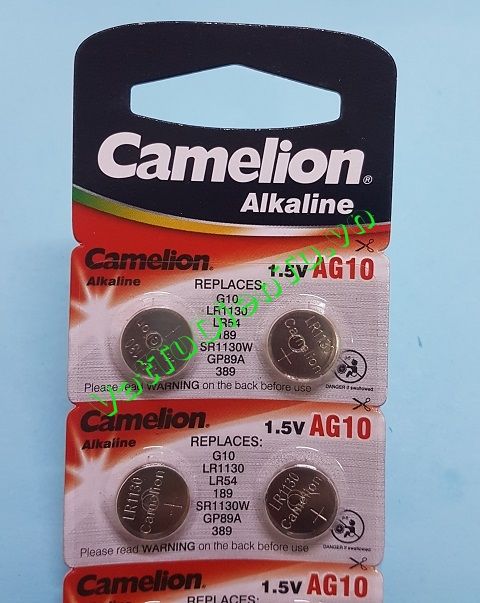 Camelion®
Alkaline
Camelion®
Alkaline
1.5V AG10
REPLACES:
G10
LR1130
LR54
189
SR1130W
GP89A
389
LR1130
Camelion
Please read WARNING on the back before use
DANGER if swallowed
Camelion®
Alkaline
1.5V AG10
REPLACES:
G10
LR1130
LR54
189
SR1130W
GP89A
389
LR1130
Camelion
LR1130
Camelion
Please read WARNING on the back before use
DANGER if swallowed
Camelion®
1.5V AG10